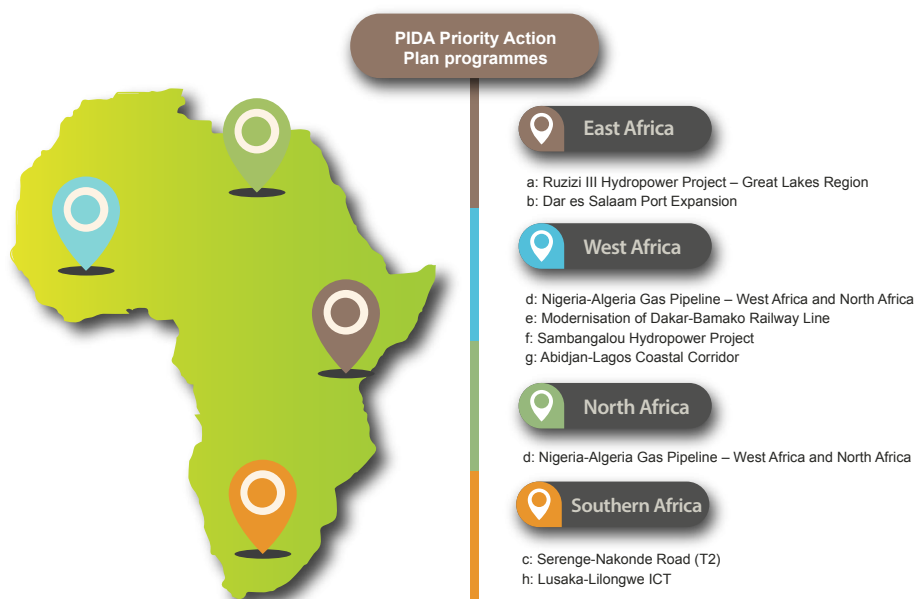 PIDA Priority Action
Plan programmes
East Africa
a: Ruzizi III Hydropower Project – Great Lakes Region
b: Dar es Salaam Port Expansion
West Africa
d: Nigeria-Algeria Gas Pipeline – West Africa and North Africa
e: Modernisation of Dakar-Bamako Railway Line
f: Sambangalou Hydropower Project
g: Abidjan-Lagos Coastal Corridor
North Africa
d: Nigeria-Algeria Gas Pipeline – West Africa and North Africa
Southern Africa
c: Serenge-Nakonde Road (T2)
h: Lusaka-Lilongwe ICT